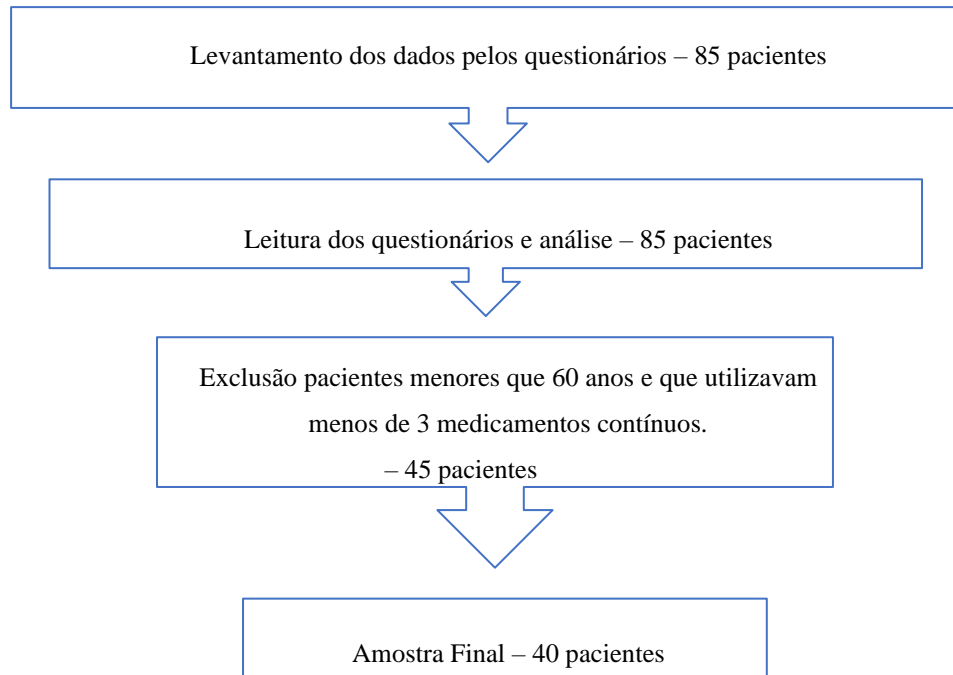 Levantamento dos dados pelos questionários – 85 pacientes
Leitura dos questionários e análise – 85 pacientes
Exclusão pacientes menores que 60 anos e que utilizavam
menos de 3 medicamentos contínuos.
– 45 pacientes
Amostra Final – 40 pacientes